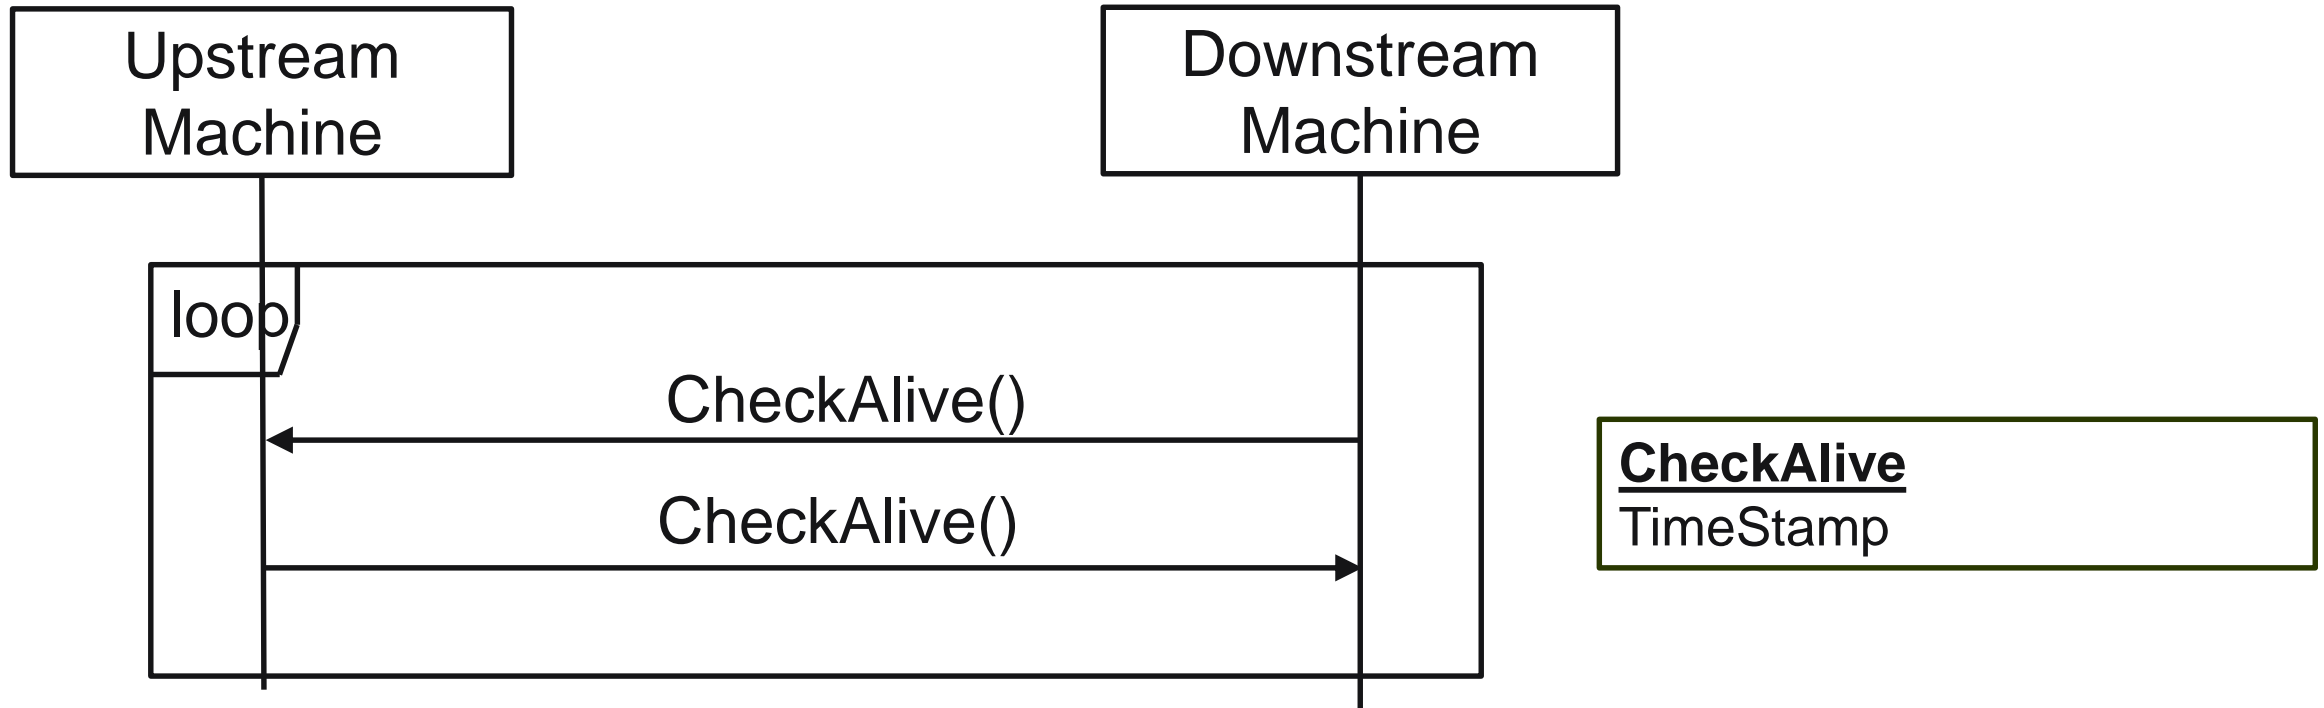 Upstream
Machine
Downstream
Machine
loop
CheckAlive()
CheckAlive()
CheckAlive
TimeStamp